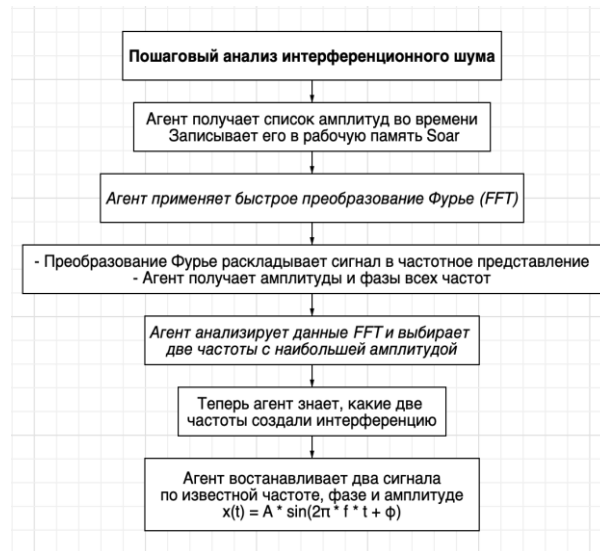 Пошаговый анализ интерференционного шума
Агент получает список амплитуд во времени
Записывает его в рабочую память Soar
Агент применяет быстрое преобразование Фурье (FFT)
- Преобразование Фурье раскладывает сигнал в частотное представление
- Агент получает амплитуды и фазы всех частот
Агент анализирует данные FFT и выбирает
две частоты с наибольшей амплитудой
Теперь агент знает, какие две
частоты создали интерференцию
Агент востанавливает два сигнала
по известной частоте, фазе и амплитуде
x(t) = A * sin(2π * f * t + φ)